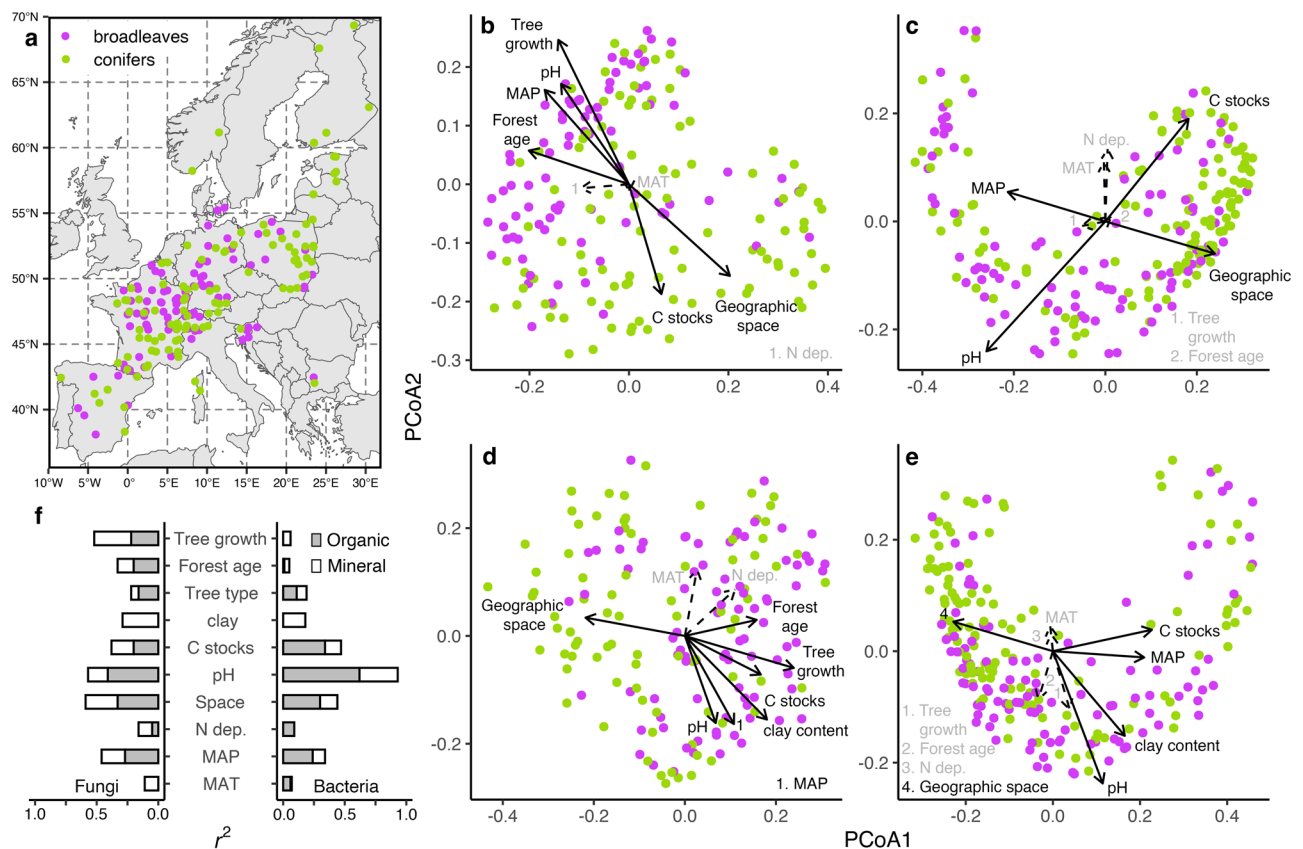 a
broadleaves
conifers
70°N
65°N
60°N
55°N
50°N
45°N
40°N
10°W
5°W
0°
5°E
10°E
15°E
20°E
25°E
30°E
b
Tree
growth
pH
MAP
Forest
age
MAT
1
C stocks
Geographic
space
1. N dep.
0.2
0.1
0.0
-0.1
-0.2
-0.3
-0.2
0.0
0.2
0.4
c
C stocks
N dep.
MAT
MAP
1
2
Geographic
space
pH
1. Tree
growth
2. Forest age
0.2
0.0
-0.2
-0.4
-0.2
0.0
0.2
PCoA2
d
MAT
N dep.
Geographic
space
Forest
age
Tree
growth
C stocks
clay content
pH
1
1. MAP
0.2
0.0
-0.2
-0.4
-0.2
0.0
0.2
0.4
e
4
MAT
3
C stocks
MAP
2
1
clay content
pH
1. Tree
growth
2. Forest age
3. N dep.
4. Geographic space
0.2
0.0
-0.2
-0.2
0.0
0.2
0.4
PCoA1
f
Tree growth
Forest age
Tree type
clay
C stocks
pH
Space
N dep.
MAP
MAT
Organic
Mineral
Fungi
Bacteria
1.0
0.5
0.0
0.0
0.5
1.0
r²